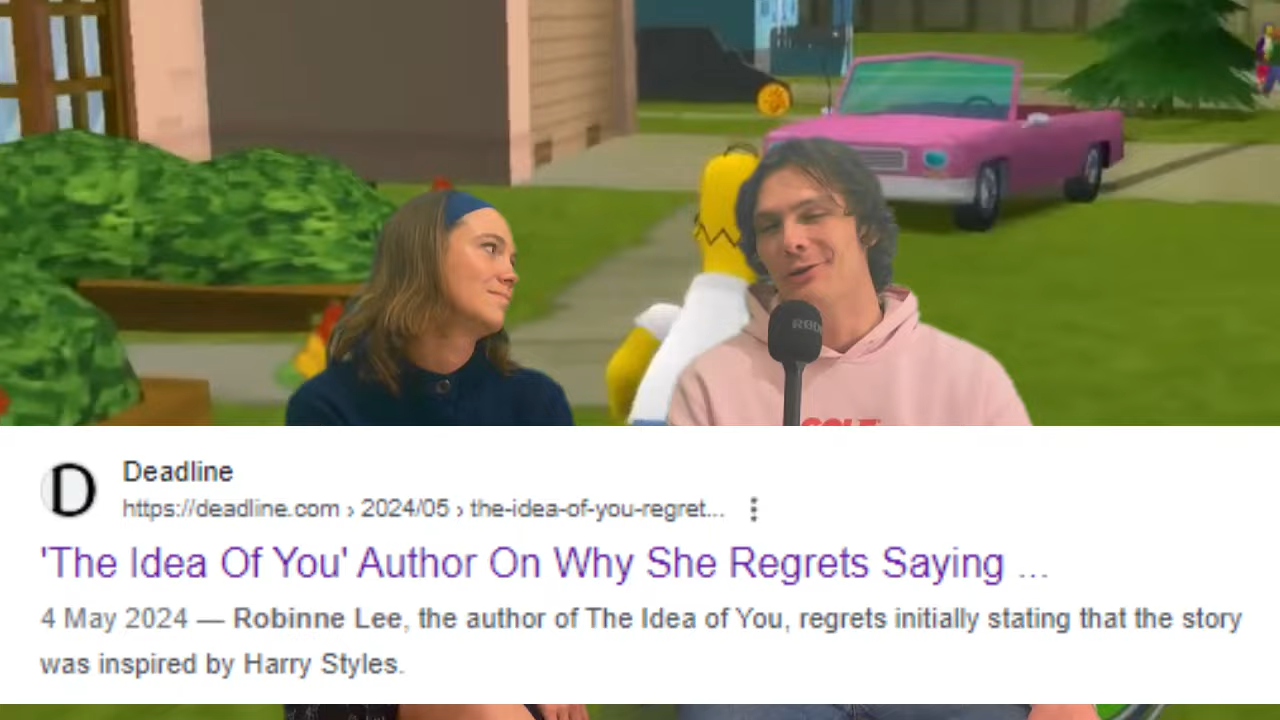 RODE
Deadline
https://deadline.com › 2024/05 › the-idea-of-you-regret...
'The Idea Of You' Author On Why She Regrets Saying ...
4 May 2024 — Robinne Lee, the author of The Idea of You, regrets initially stating that the story
was inspired by Harry Styles.